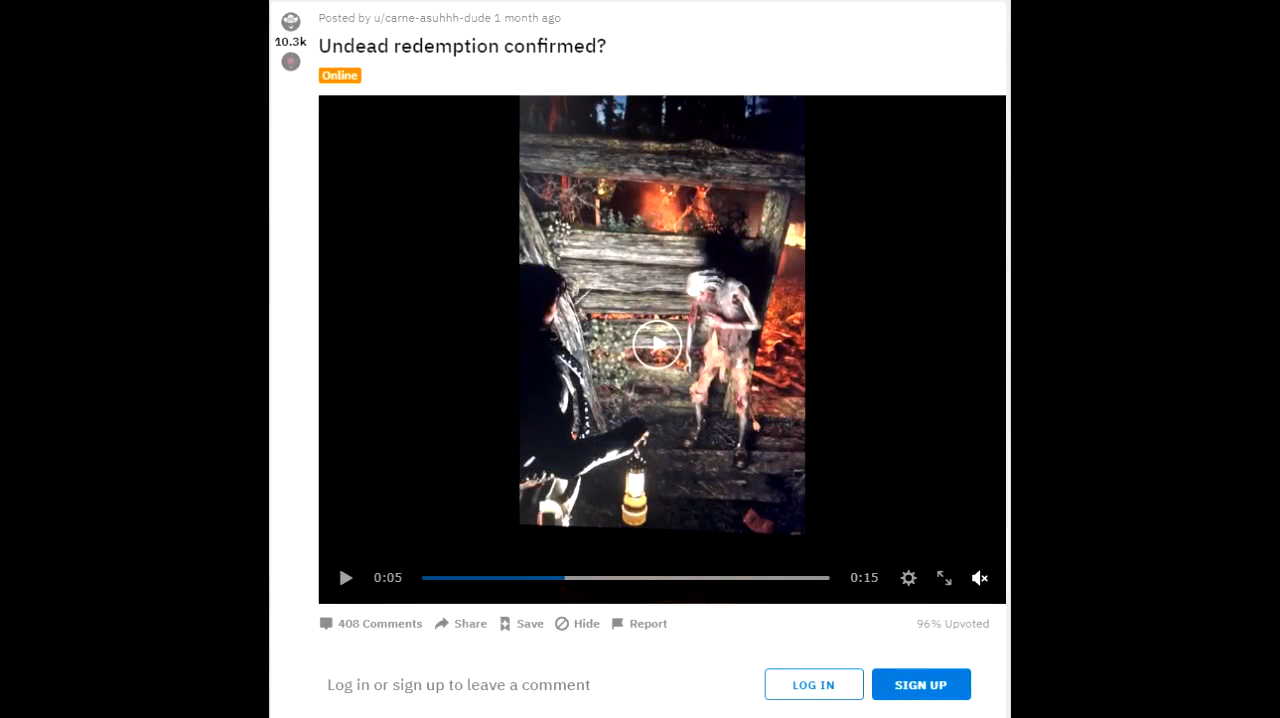 Posted by u/carne-asuhhh-dude 1 month ago
10.3k
Undead redemption confirmed?
Online
0:05
0:15
408 Comments Share Save Hide Report 96% Upvoted
Log in or sign up to leave a comment LOG IN SIGN UP